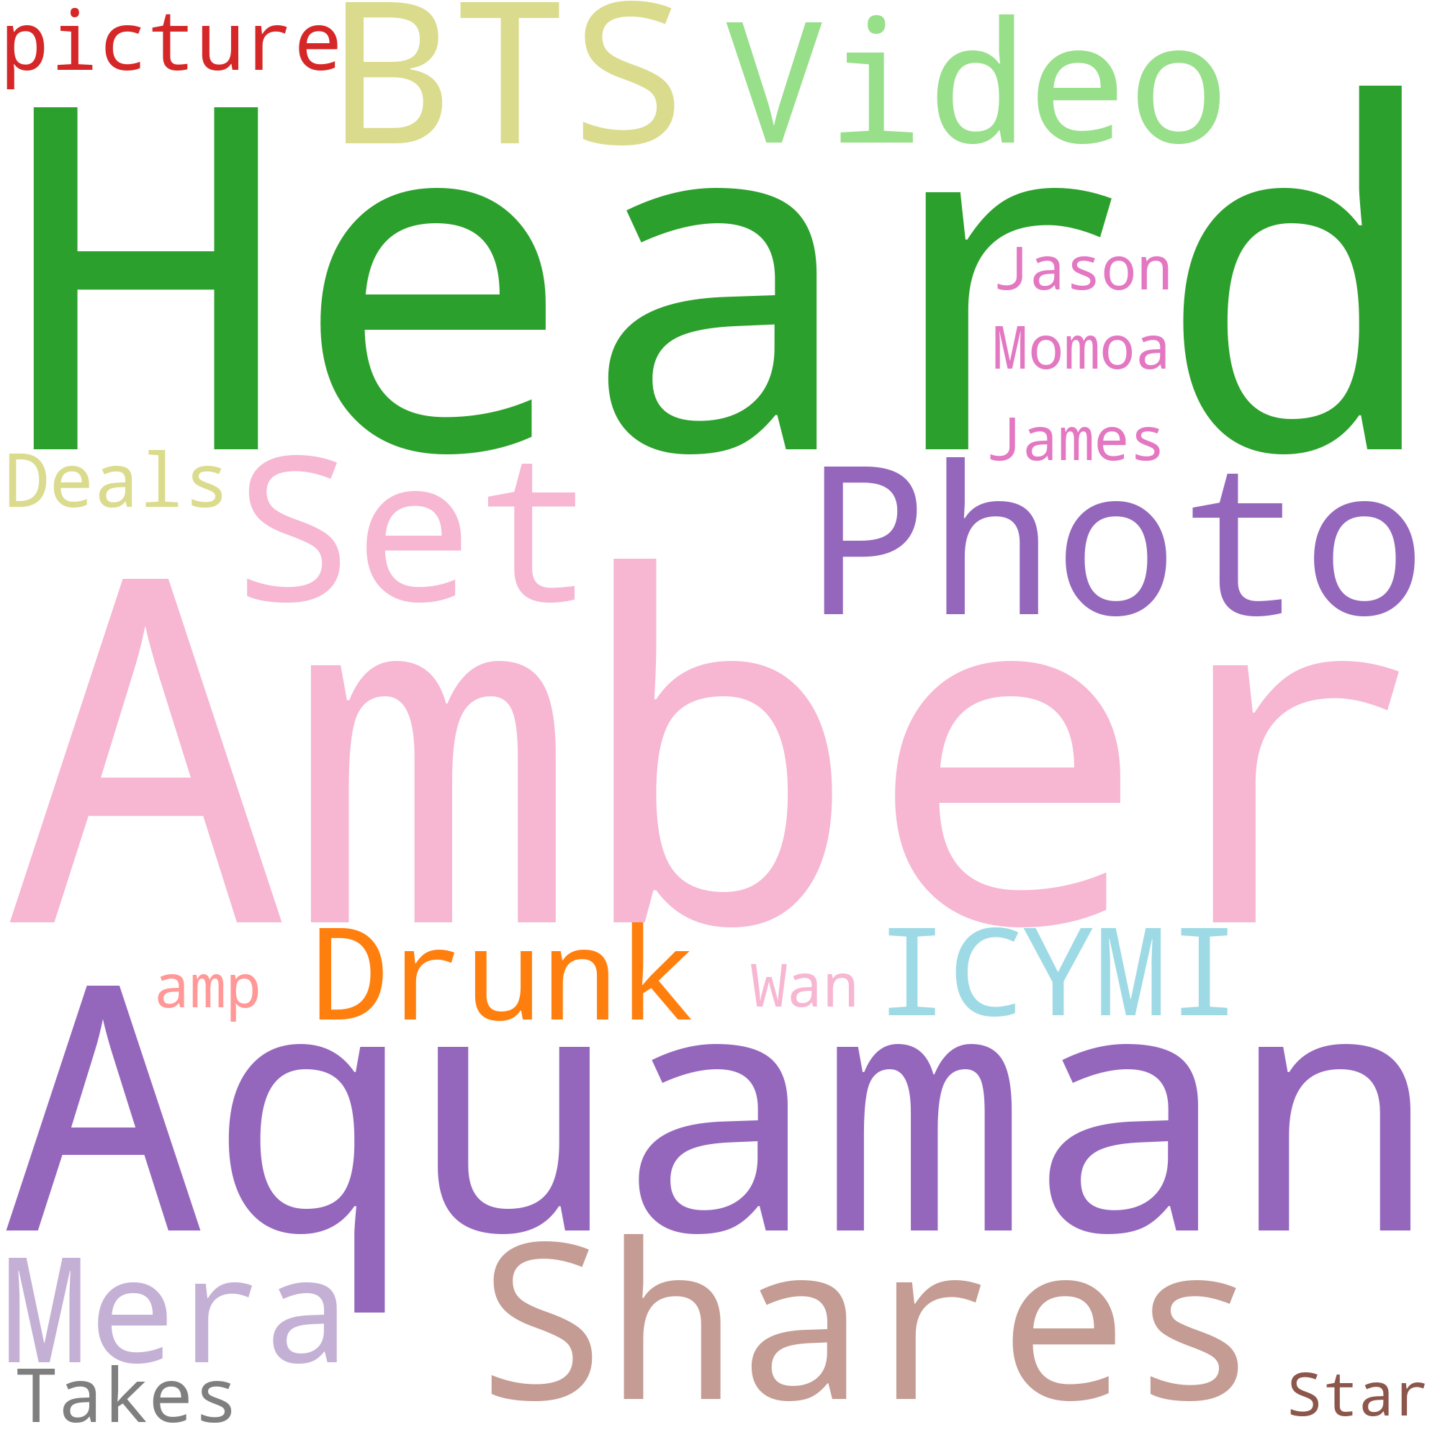 picture BTS Video
Heard
Jason
Momoa
James
Deals Set Photo
Amber
amp Drunk Wan ICYMI
Aquaman
Mera Shares
Takes Star